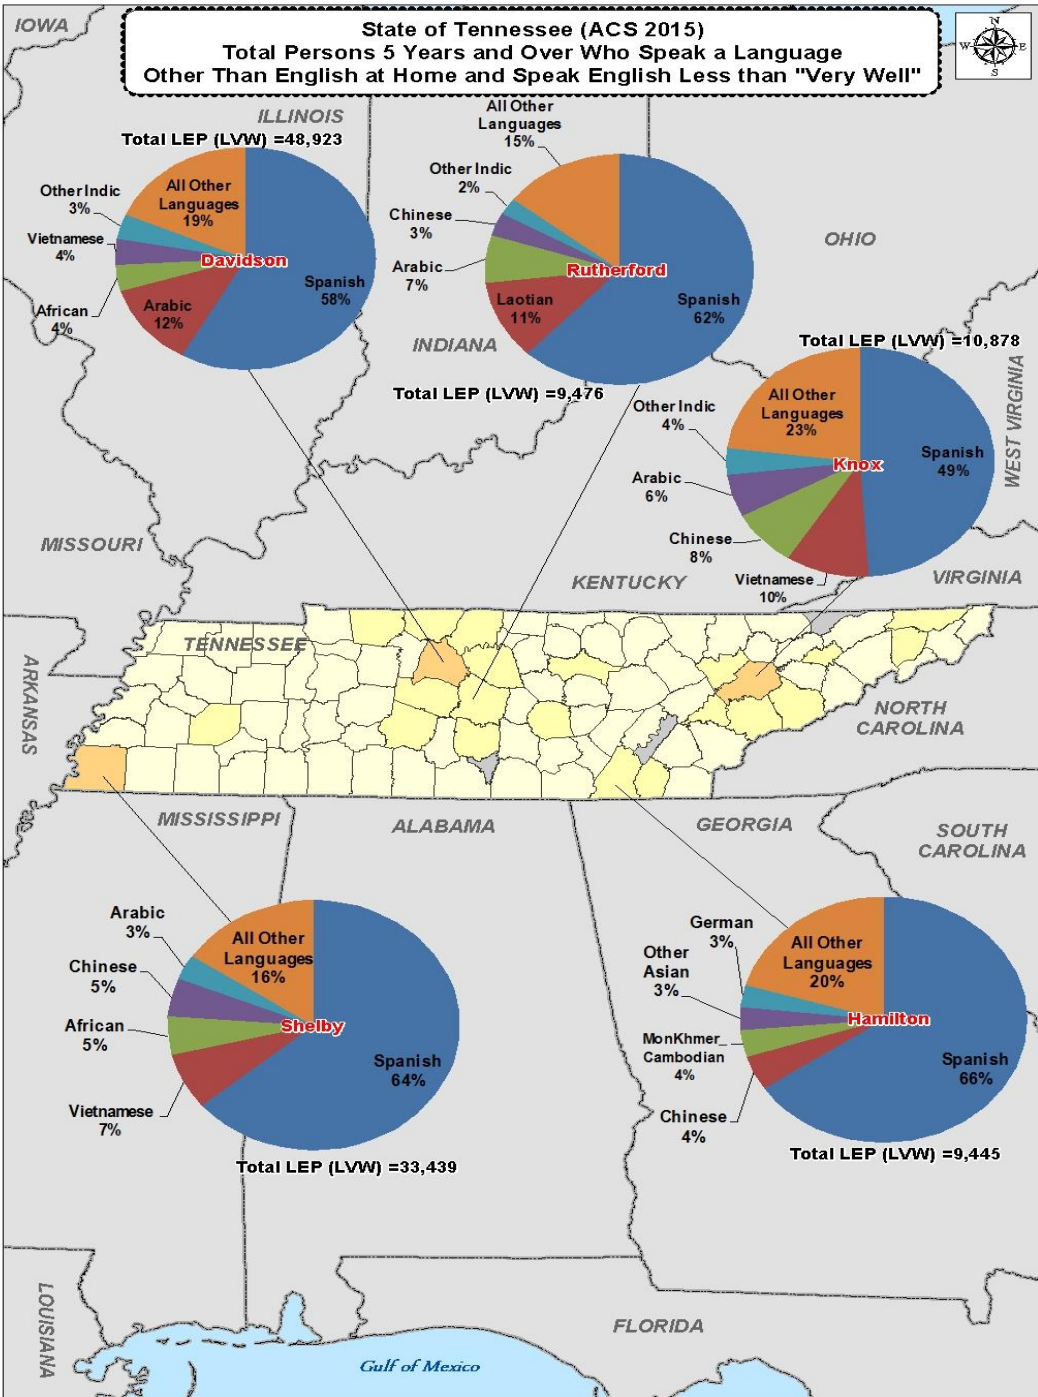 IOWA
State of Tennessee (ACS 2015)
Total Persons 5 Years and Over Who Speak a Language
Other Than English at Home and Speak English Less than "Very Well"
N
W
E
S
ILLINOIS
Total LEP (LVW) =48,923
Other Indic
3%
Vietnamese
4%
African
4%
Arabic
12%
All Other
Languages
19%
Davidson
Spanish
58%
All Other
Languages
15%
Other Indic
2%
Chinese
3%
Arabic
7%
Laotian
11%
Rutherford
Spanish
62%
INDIANA
Total LEP (LVW) =9,476
OHIO
Total LEP (LVW) =10,878
All Other
Languages
23%
Other Indic
4%
Arabic
6%
Chinese
8%
Vietnamese
10%
Knox
Spanish
49%
WEST VIRGINIA
MISSOURI
KENTUCKY
VIRGINIA
TENNESSEE
ARKANSAS
NORTH
CAROLINA
MISSISSIPPI
ALABAMA
GEORGIA
SOUTH
CAROLINA
Arabic
3%
Chinese
5%
African
5%
Vietnamese
7%
All Other
Languages
16%
Shelby
Spanish
64%
Total LEP (LVW) =33,439
German
3%
Other
Asian
3%
MonKhmer_
Cambodian
4%
Chinese
4%
All Other
Languages
20%
Hamilton
Spanish
66%
Total LEP (LVW) =9,445
LOUISIANA
FLORIDA
Gulf of Mexico